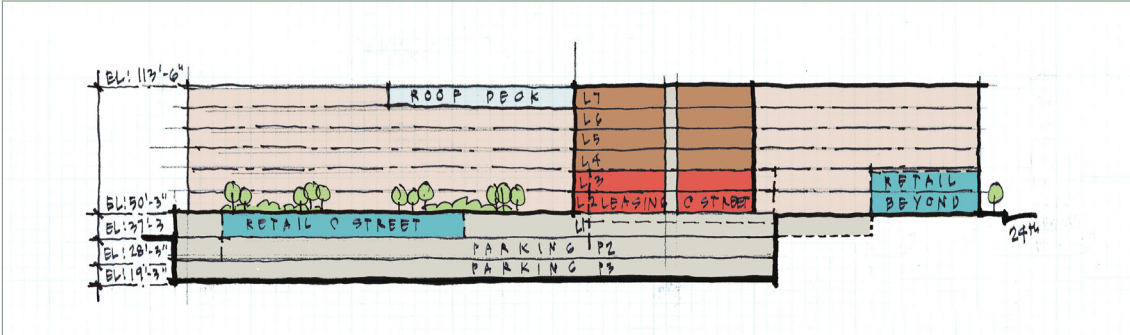 EL: 113'-6"
ROOF DECK
L7
L6
L5
L4
L3
L2 LEASING @ STREET
L1
RETAIL
BEYOND
EL: 50'-3"
EL: 37'-3
EL: 28'-3"
EL: 19'-3"
RETAIL @ STREET
PARKING P2
PARKING P3
24th